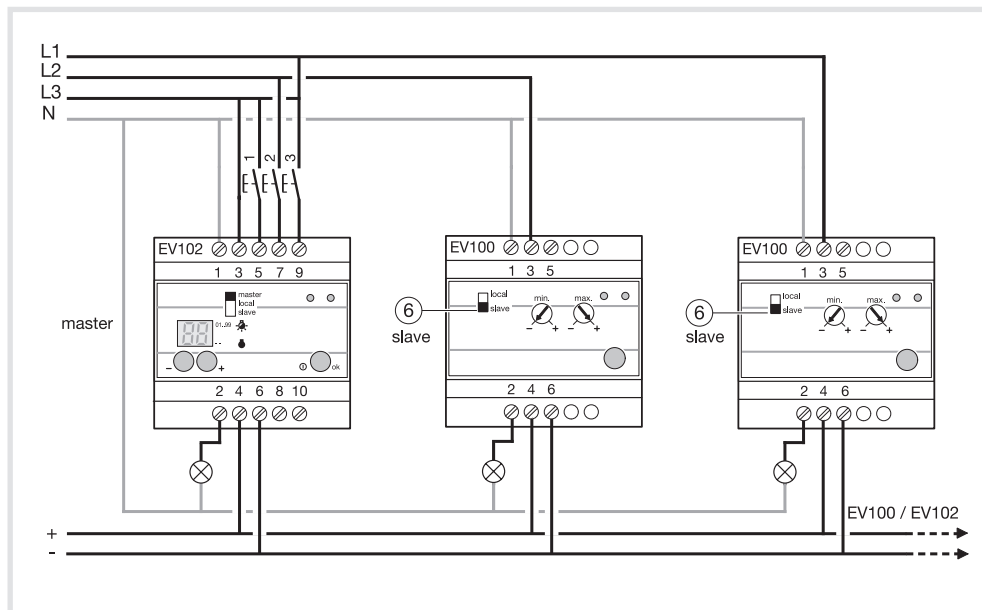 L1
L2
L3
N
1 2 3
EV102
1 3 5 7 9
master
local
slave
01..99
88
--
- + ok
2 4 6 8 10
master
EV100
1 3 5
local
slave
min. max.
- + - +
2 4 6
6
slave
EV100
1 3 5
local
slave
min. max.
- + - +
2 4 6
6
slave
EV100 / EV102
+
-